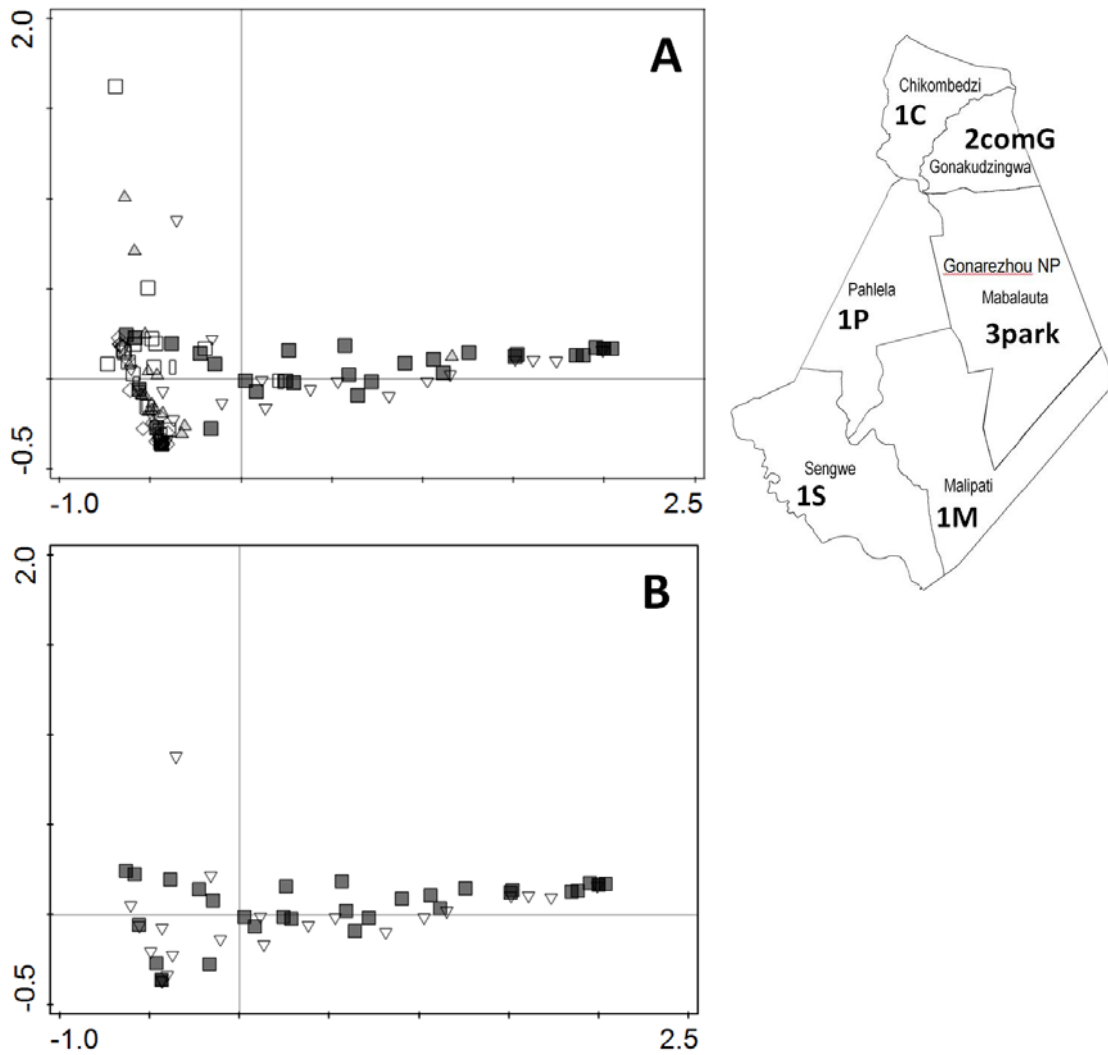 2.0
A
-0.5
-1.0
2.5
2.0
B
-0.5
-1.0
2.5
Chikombedzi
1C
2comG
Gonakudzingwa
Gonarezhou NP
Pahlela
Mabalauta
1P
3park
Sengwe
Malipati
1S
1M